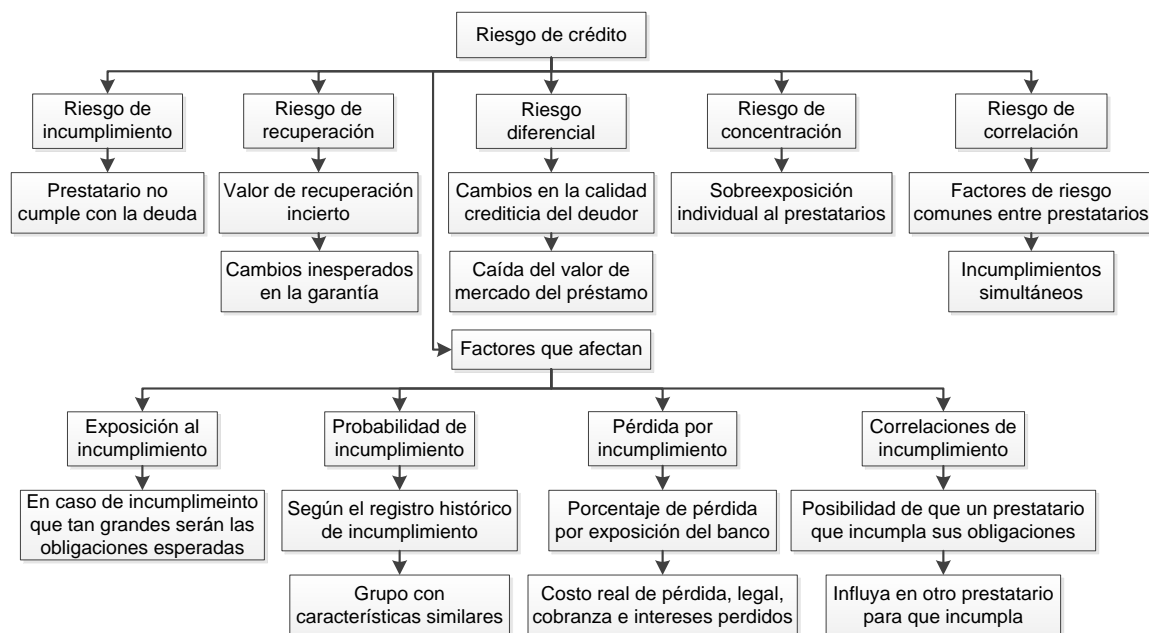 Riesgo de crédito
Riesgo de
incumplimiento
Riesgo de
recuperación
Riesgo
diferencial
Riesgo de
concentración
Riesgo de
correlación
Prestatario no
cumple con la deuda
Valor de recuperación
incierto
Cambios en la calidad
crediticia del deudor
Sobreexposición
individual al prestatarios
Factores de riesgo
comunes entre prestatarios
Cambios inesperados
en la garantía
Caída del valor de
mercado del préstamo
Incumplimientos
simultáneos
Factores que afectan
Exposición al
incumplimiento
Probabilidad de
incumplimiento
Pérdida por
incumplimiento
Correlaciones de
incumplimiento
En caso de incumplimeinto
que tan grandes serán las
obligaciones esperadas
Según el registro histórico
de incumplimiento
Porcentaje de pérdida
por exposición del banco
Posibilidad de que un prestatario
que incumpla sus obligaciones
Grupo con
características similares
Costo real de pérdida, legal,
cobranza e intereses perdidos
Influya en otro prestatario
para que incumpla